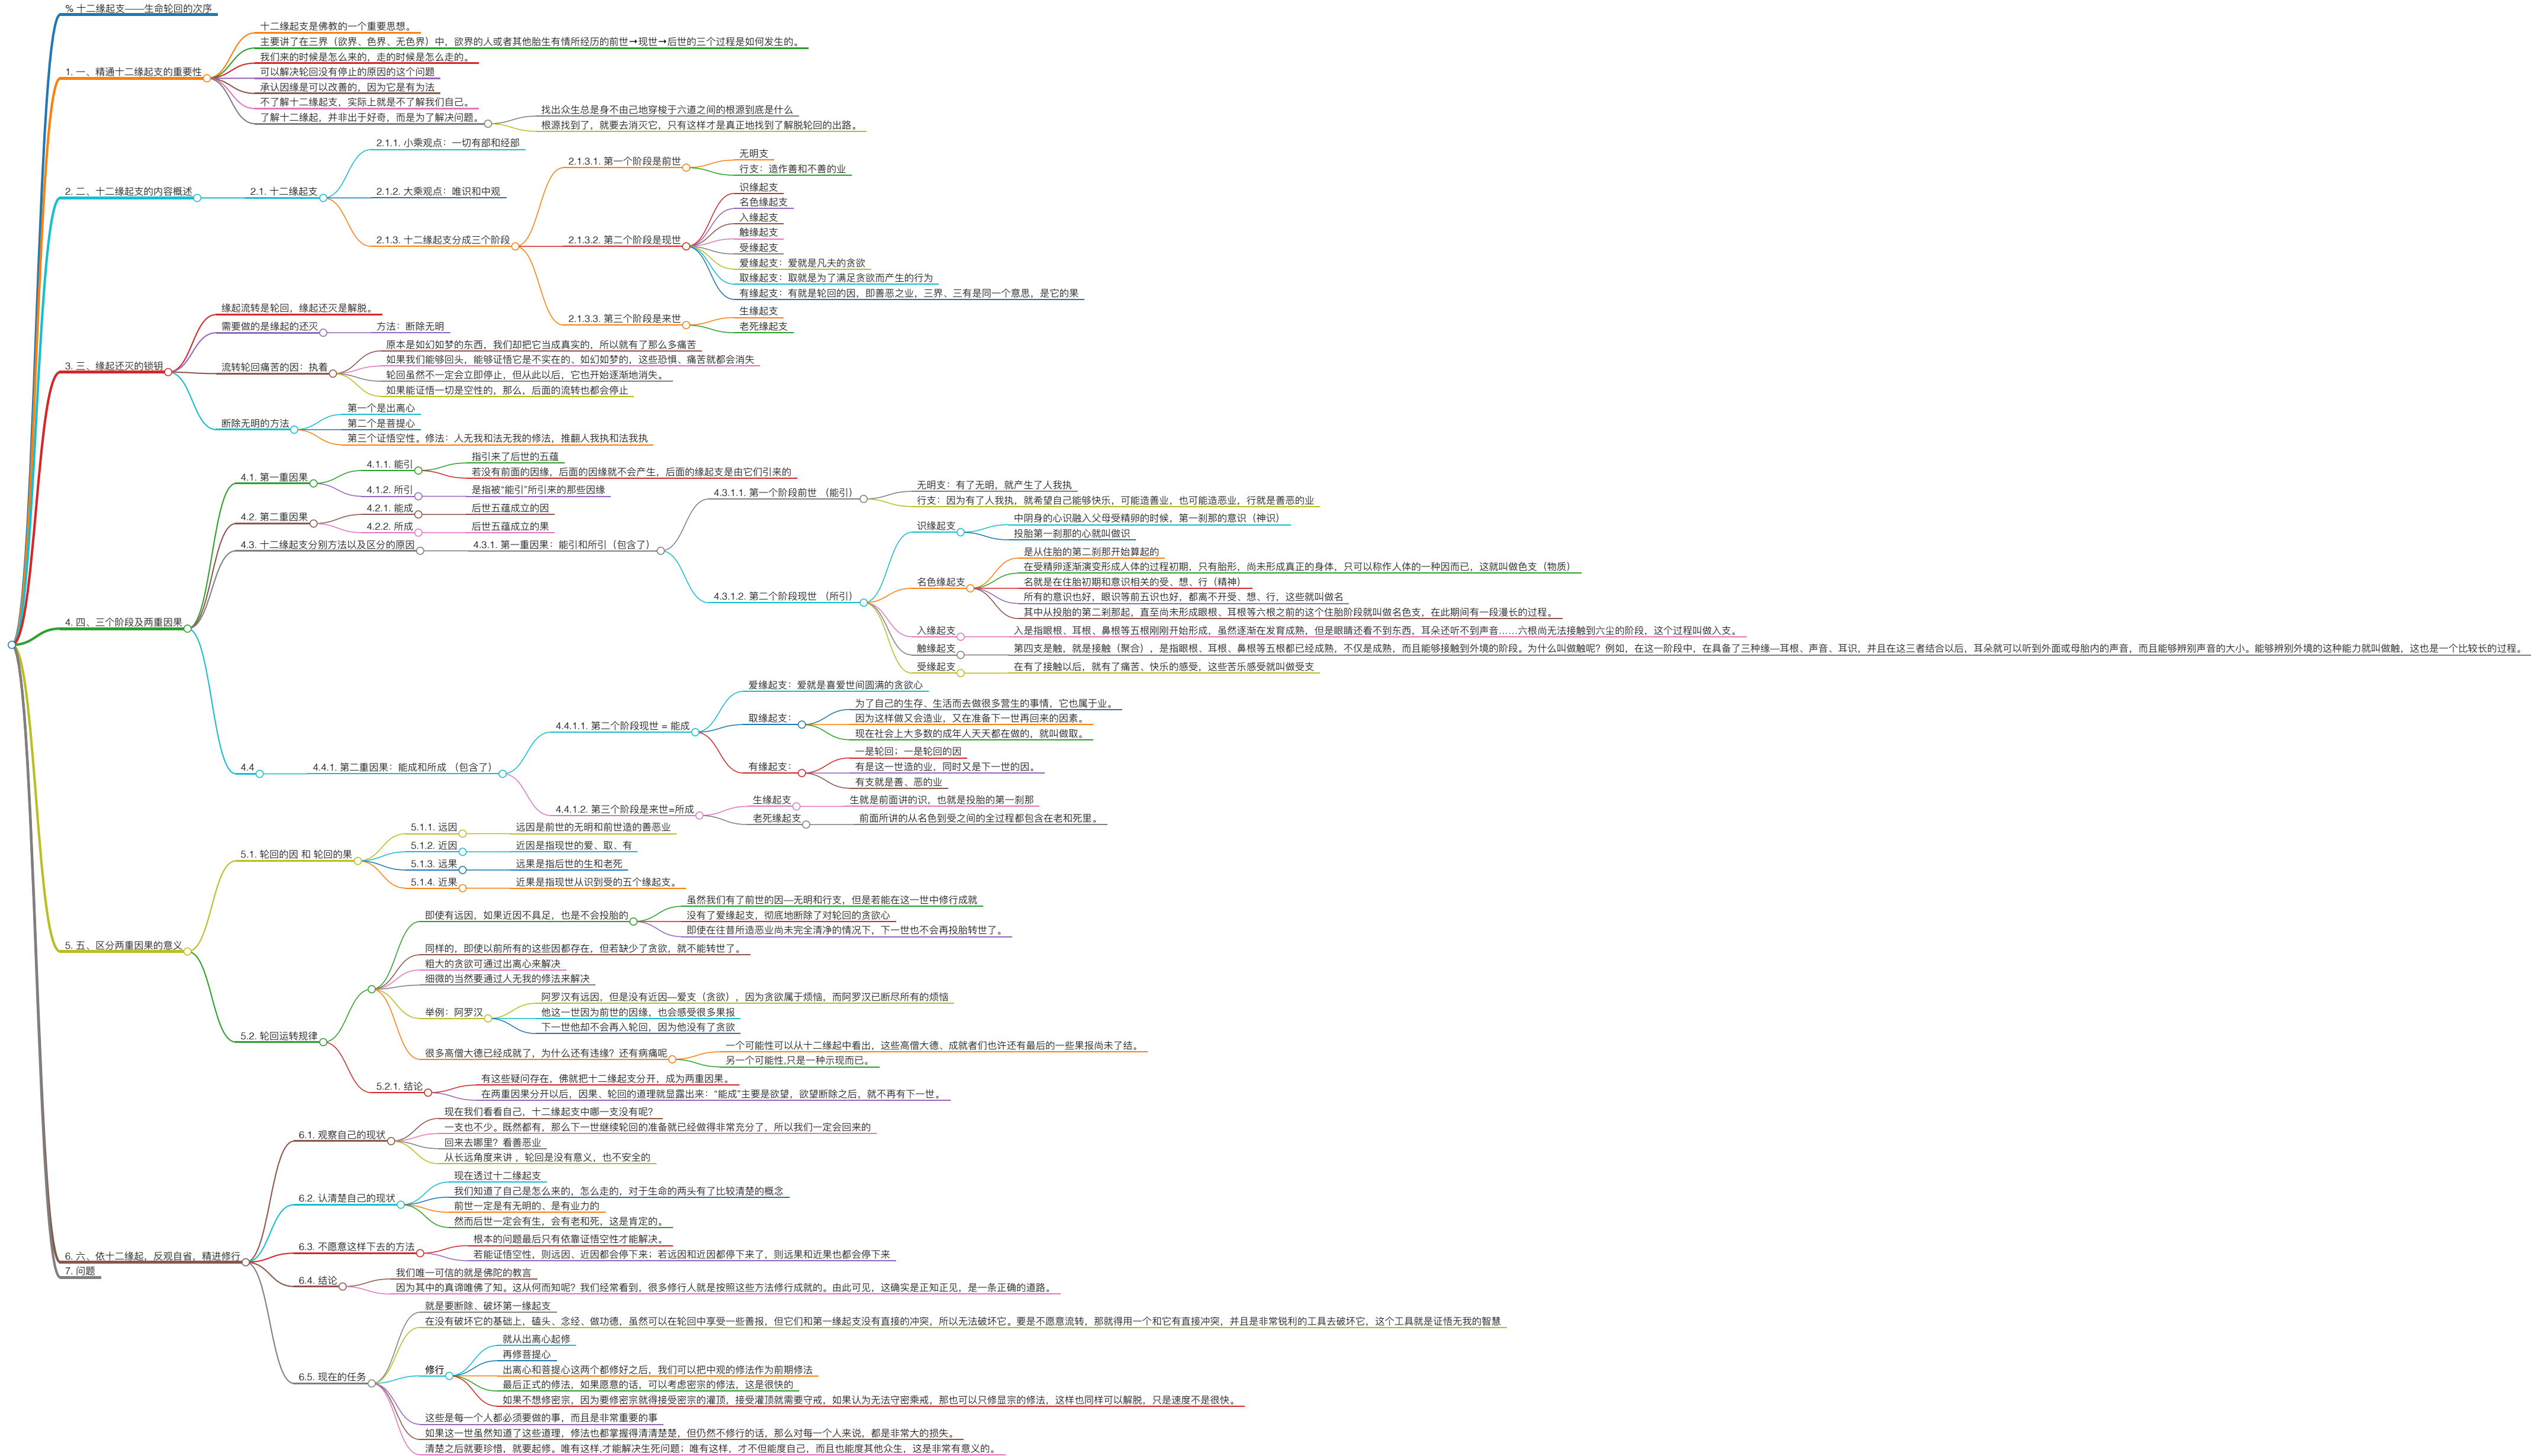 % 十二缘起支——生命轮回的次序
1. 一、精通十二缘起支的重要性
十二缘起支是佛教的一个重要思想。
主要讲了在三界（欲界、色界、无色界）中，欲界的人或者其他胎生有情所经历的前世→现世→后世的三个过程是如何发生的。
我们来的时候是怎么来的，走的时候是怎么走的。
可以解决轮回没有停止的原因的这个问题
承认因缘是可以改善的，因为它是有为法
不了解十二缘起支，实际上就是不了解我们自己。
了解十二缘起，并非出于好奇，而是为了解决问题。
找出众生总是身不由己地穿梭于六道之间的根源到底是什么
根源找到了，就要去消灭它，只有这样才是真正地找到了解脱轮回的出路。
2. 二、十二缘起支的内容概述
2.1. 十二缘起支
2.1.1. 小乘观点：一切有部和经部
2.1.2. 大乘观点：唯识和中观
2.1.3. 十二缘起支分成三个阶段
2.1.3.1. 第一个阶段是前世
无明支
行支：造作善和不善的业
2.1.3.2. 第二个阶段是现世
识缘起支
名色缘起支
入缘起支
触缘起支
受缘起支
爱缘起支：爱就是凡夫的贪欲
取缘起支：取就是为了满足贪欲而产生的行为
有缘起支：有就是轮回的因，即善恶之业，三界、三有是同一个意思，是它的果
2.1.3.3. 第三个阶段是来世
生缘起支
老死缘起支
3. 三、缘起还灭的锁钥
缘起流转是轮回，缘起还灭是解脱。
需要做的是缘起的还灭
方法：断除无明
流转轮回痛苦的因：执着
原本是如幻如梦的东西，我们却把它当成真实的，所以就有了那么多痛苦
如果我们能够回头，能够证悟它是不实在的、如幻如梦的，这些恐惧、痛苦就都会消失
轮回虽然不一定会立即停止，但从此以后，它也开始逐渐地消失。
如果能证悟一切是空性的，那么，后面的流转也都会停止
断除无明的方法
第一个是出离心
第二个是菩提心
第三个证悟空性。修法：人无我和法无我的修法，推翻人我执和法我执
4. 四、三个阶段及两重因果
4.1. 第一重因果
4.1.1. 能引
指引来了后世的五蕴
若没有前面的因缘，后面的因缘就不会产生，后面的缘起支是由它们引来的
4.1.2. 所引
是指被“能引”所引来的那些因缘
4.2. 第二重因果
4.2.1. 能成
后世五蕴成立的因
4.2.2. 所成
后世五蕴成立的果
4.3. 十二缘起支分别方法以及区分的原因
4.3.1. 第一重因果：能引和所引（包含了）
4.3.1.1. 第一个阶段前世 （能引）
无明支：有了无明，就产生了人我执
行支：因为有了人我执，就希望自己能够快乐，可能造善业，也可能造恶业，行就是善恶的业
4.3.1.2. 第二个阶段现世 （所引）
识缘起支
中阴身的心识融入父母受精卵的时候，第一刹那的意识（神识）
投胎第一刹那的心就叫做识
名色缘起支
是从住胎的第二刹那开始算起的
在受精卵逐渐演变形成人体的过程初期，只有胎形，尚未形成真正的身体，只可以称作人体的一种因而已，这就叫做色支（物质）
名就是在住胎初期和意识相关的受、想、行（精神）
所有的意识也好，眼识等前五识也好，都离不开受、想、行，这些就叫做名
其中从投胎的第二刹那起，直至尚未形成眼根、耳根等六根之前的这个住胎阶段就叫做名色支，在此期间有一段漫长的过程。
入缘起支
入是指眼根、耳根、鼻根等五根刚刚开始形成，虽然逐渐在发育成熟，但是眼睛还看不到东西，耳朵还听不到声音……六根尚无法接触到六尘的阶段，这个过程叫做入支。
触缘起支
第四支是触，就是接触（聚合），是指眼根、耳根、鼻根等五根都已经成熟，不仅是成熟，而且能够接触到外境的阶段。为什么叫做触呢？例如，在这一阶段中，在具备了三种缘—耳根、声音、耳识，并且在这三者结合以后，耳朵就可以听到外面或母胎内的声音，而且能够辨别声音的大小。能够辨别外境的这种能力就叫做触，这也是一个比较长的过程。
受缘起支
在有了接触以后，就有了痛苦、快乐的感受，这些苦乐感受就叫做受支
4.4
4.4.1. 第二重因果：能成和所成 （包含了）
4.4.1.1. 第二个阶段现世 = 能成
爱缘起支：爱就是喜爱世间圆满的贪欲心
取缘起支：
为了自己的生存、生活而去做很多营生的事情，它也属于业。
因为这样做又会造业，又在准备下一世再回来的因素。
现在社会上大多数的成年人天天都在做的，就叫做取。
有缘起支：
一是轮回；一是轮回的因
有是这一世造的业，同时又是下一世的因。
有支就是善、恶的业
4.4.1.2. 第三个阶段是来世=所成
生缘起支
生就是前面讲的识，也就是投胎的第一刹那
老死缘起支
前面所讲的从名色到受之间的全过程都包含在老和死里。
5. 五、区分两重因果的意义
5.1. 轮回的因 和 轮回的果
5.1.1. 远因
远因是前世的无明和前世造的善恶业
5.1.2. 近因
近因是指现世的爱、取、有
5.1.3. 远果
远果是指后世的生和老死
5.1.4. 近果
近果是指现世从识到受的五个缘起支。
5.2. 轮回运转规律
即使有远因，如果近因不具足，也是不会投胎的
虽然我们有了前世的因—无明和行支，但是若能在这一世中修行成就
没有了爱缘起支，彻底地断除了对轮回的贪欲心
即使在往昔所造恶业尚未完全清净的情况下，下一世也不会再投胎转世了。
同样的，即使以前所有的这些因都存在，但若缺少了贪欲，就不能转世了。
粗大的贪欲可通过出离心来解决
细微的当然要通过人无我的修法来解决
举例：阿罗汉
阿罗汉有远因，但是没有近因—爱支（贪欲），因为贪欲属于烦恼，而阿罗汉已断尽所有的烦恼
他这一世因为前世的因缘，也会感受很多果报
下一世他却不会再入轮回，因为他没有了贪欲
很多高僧大德已经成就了，为什么还有违缘？还有病痛呢
一个可能性可以从十二缘起中看出，这些高僧大德、成就者们也许还有最后的一些果报尚未了结。
另一个可能性,只是一种示现而已。
5.2.1. 结论
有这些疑问存在，佛就把十二缘起支分开，成为两重因果。
在两重因果分开以后，因果、轮回的道理就显露出来：“能成”主要是欲望，欲望断除之后，就不再有下一世。
6. 六、依十二缘起，反观自省，精进修行
6.1. 观察自己的现状
现在我们看看自己，十二缘起支中哪一支没有呢？
一支也不少。既然都有，那么下一世继续轮回的准备就已经做得非常充分了，所以我们一定会回来的
回来去哪里？看善恶业
从长远角度来讲 ，轮回是没有意义，也不安全的
6.2. 认清楚自己的现状
现在透过十二缘起支
我们知道了自己是怎么来的，怎么走的，对于生命的两头有了比较清楚的概念
前世一定是有无明的、是有业力的
然而后世一定会有生，会有老和死，这是肯定的。
6.3. 不愿意这样下去的方法
根本的问题最后只有依靠证悟空性才能解决。
若能证悟空性，则远因、近因都会停下来；若远因和近因都停下来了，则远果和近果也都会停下来
6.4. 结论
我们唯一可信的就是佛陀的教言
因为其中的真谛唯佛了知。这从何而知呢？我们经常看到，很多修行人就是按照这些方法修行成就的。由此可见，这确实是正知正见，是一条正确的道路。
6.5. 现在的任务
就是要断除、破坏第一缘起支
在没有破坏它的基础上，磕头、念经、做功德，虽然可以在轮回中享受一些善报，但它们和第一缘起支没有直接的冲突，所以无法破坏它。要是不愿意流转，那就得用一个和它有直接冲突，并且是非常锐利的工具去破坏它，这个工具就是证悟无我的智慧
修行
就从出离心起修
再修菩提心
出离心和菩提心这两个都修好之后，我们可以把中观的修法作为前期修法
最后正式的修法，如果愿意的话，可以考虑密宗的修法，这是很快的
如果不想修密宗，因为要修密宗就得接受密宗的灌顶，接受灌顶就需要守戒，如果认为无法守密乘戒，那也可以只修显宗的修法，这样也同样可以解脱，只是速度不是很快。
这些是每一个人都必须要做的事，而且是非常重要的事
如果这一世虽然知道了这些道理，修法也都掌握得清清楚楚，但仍然不修行的话，那么对每一个人来说，都是非常大的损失。
清楚之后就要珍惜，就要起修。唯有这样,才能解决生死问题；唯有这样，才不但能度自己，而且也能度其他众生，这是非常有意义的。
7. 问题